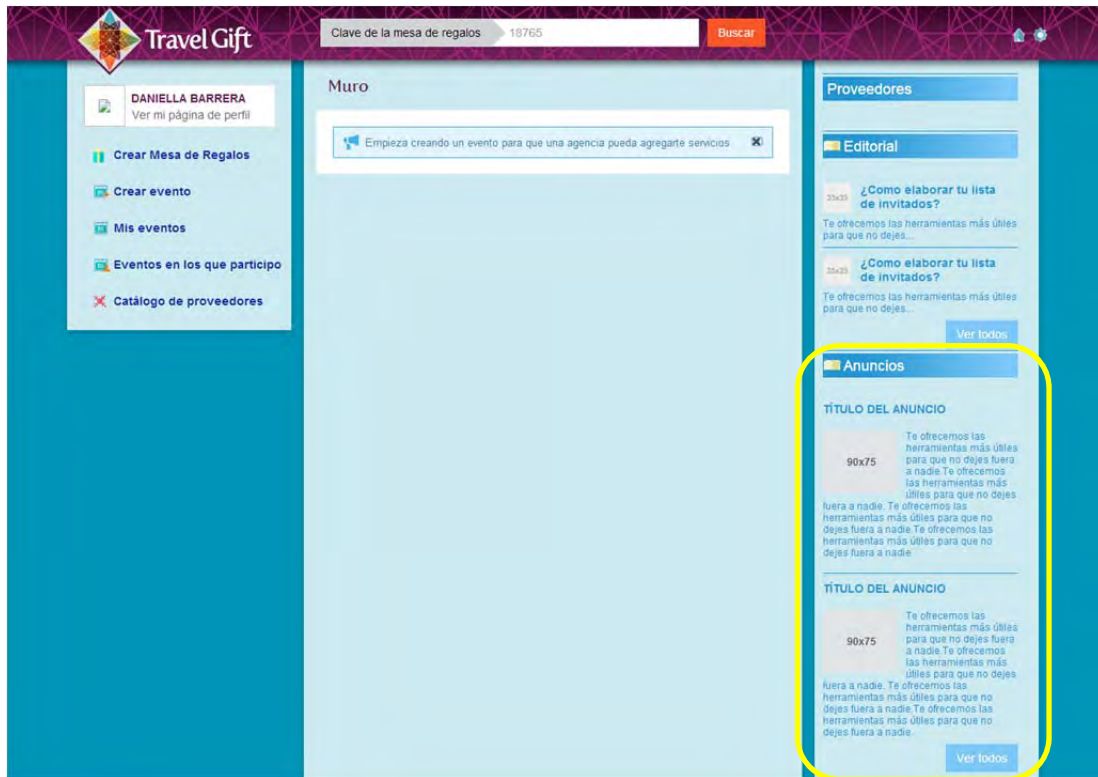 Travel Gift
Clave de la mesa de regalos
18765
Buscar
DANIELLA BARRERA
Ver mi página de perfil
Crear Mesa de Regalos
Crear evento
Mis eventos
Eventos en los que participo
Catálogo de proveedores
Muro
Empieza creando un evento para que una agencia pueda agregarte servicios
Proveedores
Editorial
35x35
¿Como elaborar tu lista
de invitados?
Te ofrecemos las herramientas más útiles
para que no dejes...
35x35
¿Como elaborar tu lista
de invitados?
Te ofrecemos las herramientas más útiles
para que no dejes...
Ver todos
Anuncios
TÍTULO DEL ANUNCIO
90x75
Te ofrecemos las
herramientas más útiles
para que no dejes fuera
a nadie.Te ofrecemos
las herramientas más
útiles para que no dejes
fuera a nadie. Te ofrecemos las
herramientas más útiles para que no
dejes fuera a nadie.Te ofrecemos las
herramientas más útiles para que no
dejes fuera a nadie
TÍTULO DEL ANUNCIO
90x75
Te ofrecemos las
herramientas más útiles
para que no dejes fuera
a nadie.Te ofrecemos
las herramientas más
útiles para que no dejes
fuera a nadie. Te ofrecemos las
herramientas más útiles para que no
dejes fuera a nadie.Te ofrecemos las
herramientas más útiles para que no
dejes fuera a nadie.
Ver todos